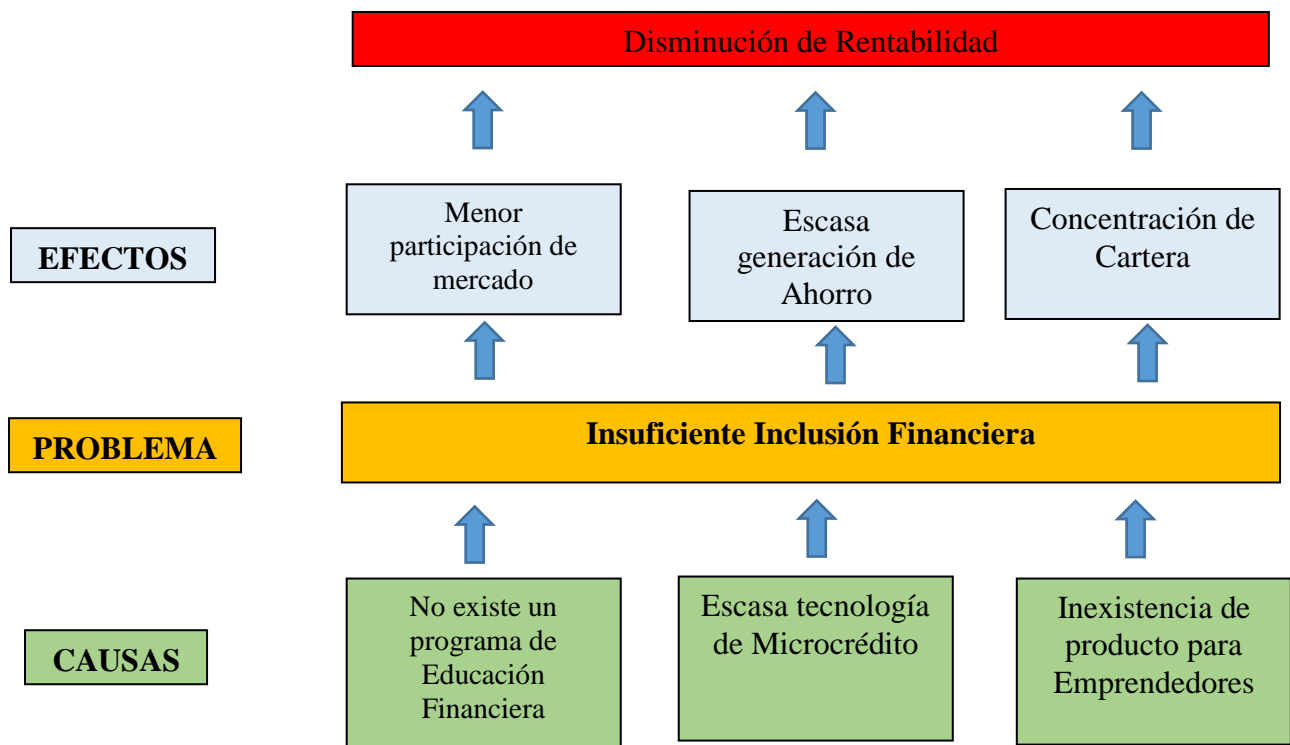 Disminución de Rentabilidad
EFECTOS
Menor
participación de
mercado
Escasa
generación de
Ahorro
Concentración de
Cartera
PROBLEMA
Insuficiente Inclusión Financiera
CAUSAS
No existe un
programa de
Educación
Financiera
Escasa tecnología
de Microcrédito
Inexistencia de
producto para
Emprendedores